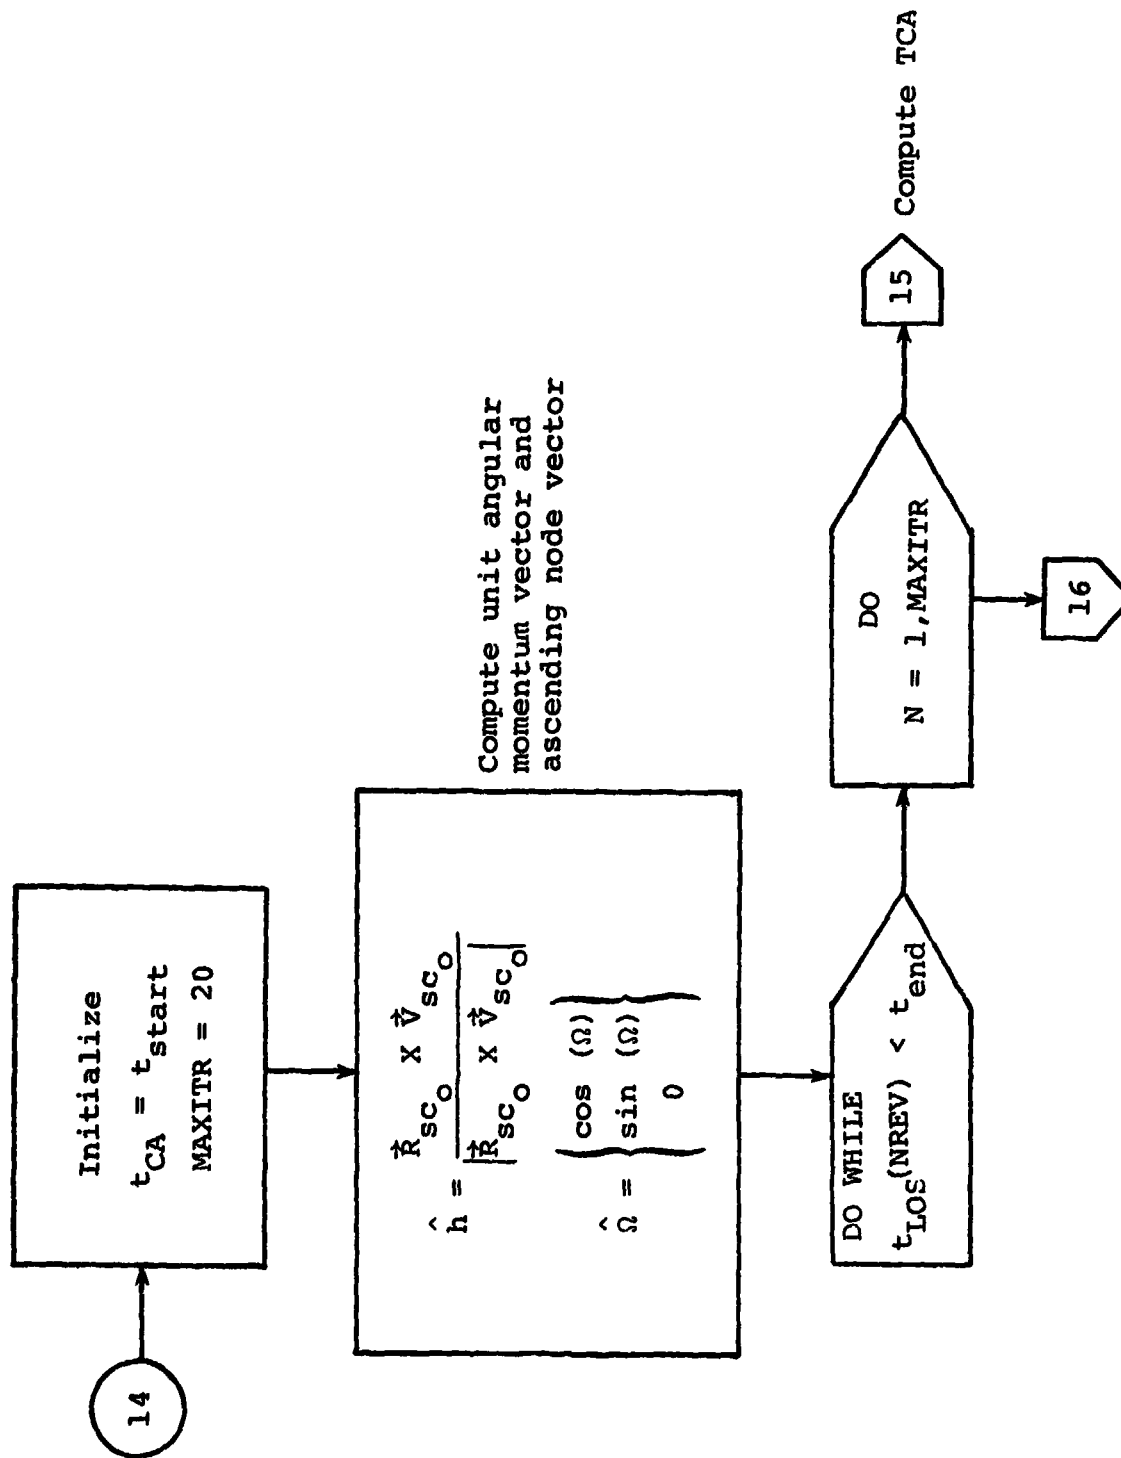 14
Initialize
t_CA = t_start
MAXITR = 20
ĥ = (R⃗_sc_o X V⃗_sc_o) / |R⃗_sc_o X V⃗_sc_o|
Ω̂ = { cos (Ω)
sin (Ω)
0 }
Compute unit angular
momentum vector and
ascending node vector
DO WHILE
t_LOS(NREV) < t_end
DO
N = 1,MAXITR
15
Compute TCA
16